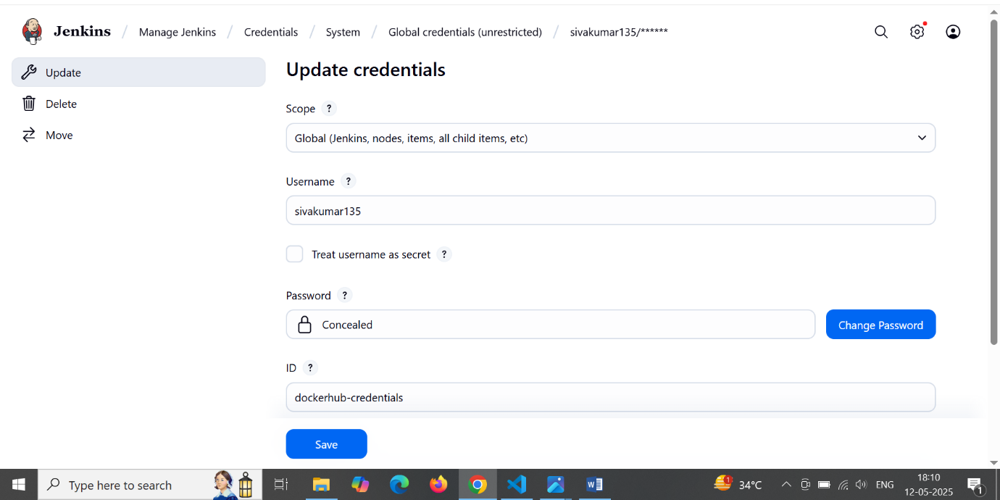 Jenkins / Manage Jenkins / Credentials / System / Global credentials (unrestricted) / sivakumar135/******
Update
Delete
Move
Update credentials
Scope ?
Global (Jenkins, nodes, items, all child items, etc)
Username ?
sivakumar135
Treat username as secret ?
Password ?
Concealed
Change Password
ID ?
dockerhub-credentials
Save
Type here to search
1
34°C
ENG
18:10
12-05-2025
1